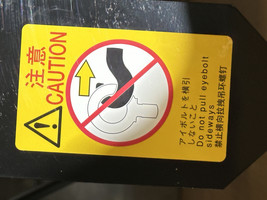 注意
CAUTION
アイボルトを横引
しないこと
Do not pull eyebolt
sideways
禁止横向拉拽吊环螺钉